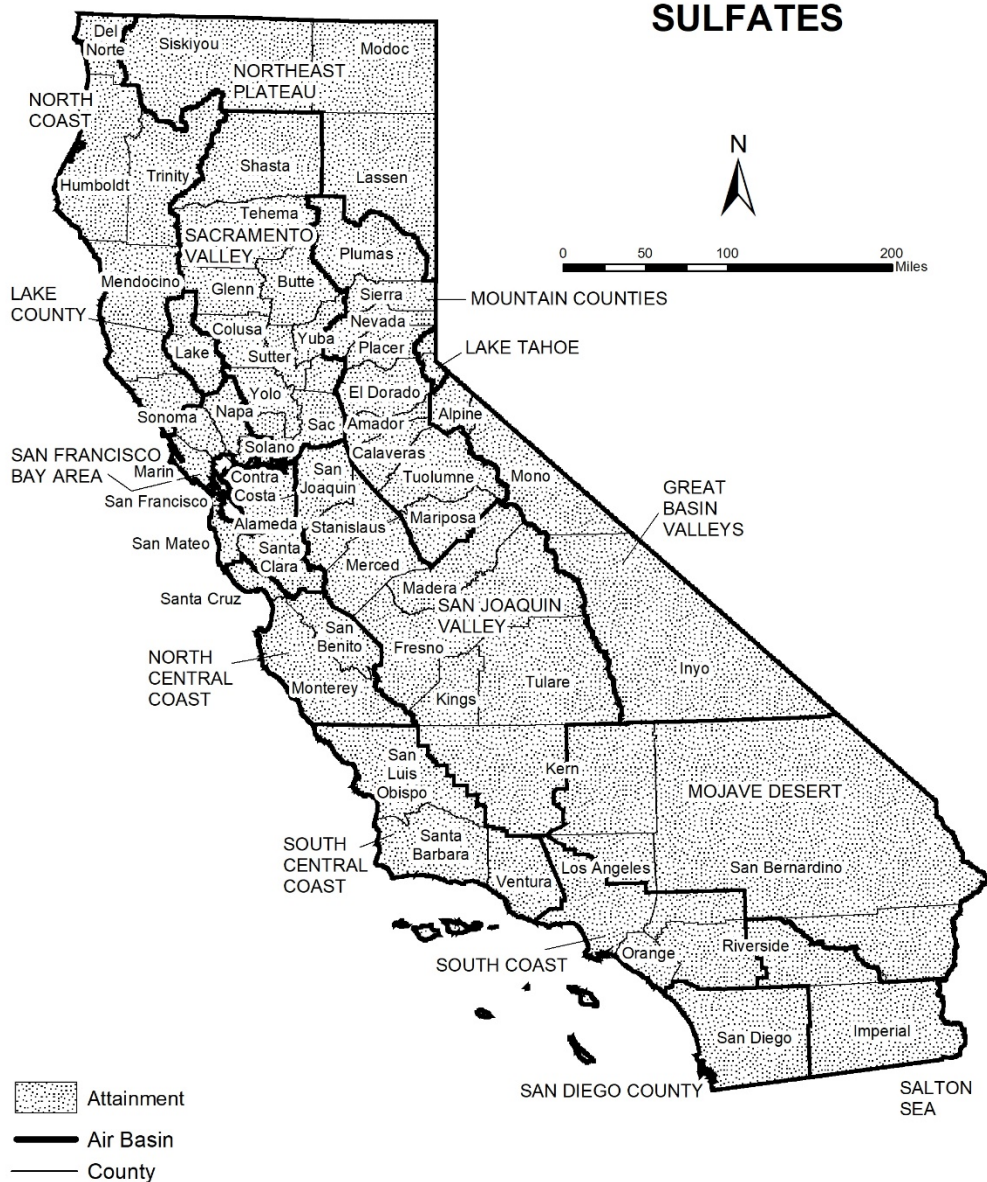 SULFATES
Del
Norte
Siskiyou
Modoc
NORTHEAST
PLATEAU
NORTH
COAST
N
Shasta
Trinity
Humboldt
Lassen
Tehema
SACRAMENTO
VALLEY
Plumas
0 50 100 200
Miles
Mendocino
Glenn
Butte
Sierra
MOUNTAIN COUNTIES
LAKE
COUNTY
Nevada
Colusa
Yuba
Placer
LAKE TAHOE
Lake
Sutter
Yolo
El Dorado
Napa
Alpine
Sonoma
Sac
Amador
Solano
Calaveras
SAN FRANCISCO
BAY AREA
Marin
Contra
Costa
San
Joaquin
Tuolumne
Mono
San Francisco
GREAT
BASIN
VALLEYS
Alameda
Stanislaus
Mariposa
San Mateo
Santa
Clara
Merced
Madera
Santa Cruz
SAN JOAQUIN
VALLEY
San
Benito
Fresno
NORTH
CENTRAL
COAST
Inyo
Monterey
Kings
Tulare
San
Luis
Obispo
Kern
MOJAVE DESERT
SOUTH
CENTRAL
COAST
Santa
Barbara
Ventura
Los Angeles
San Bernardino
SOUTH COAST
Orange
Riverside
San Diego
Imperial
SAN DIEGO COUNTY
SALTON
SEA
Attainment
Air Basin
County